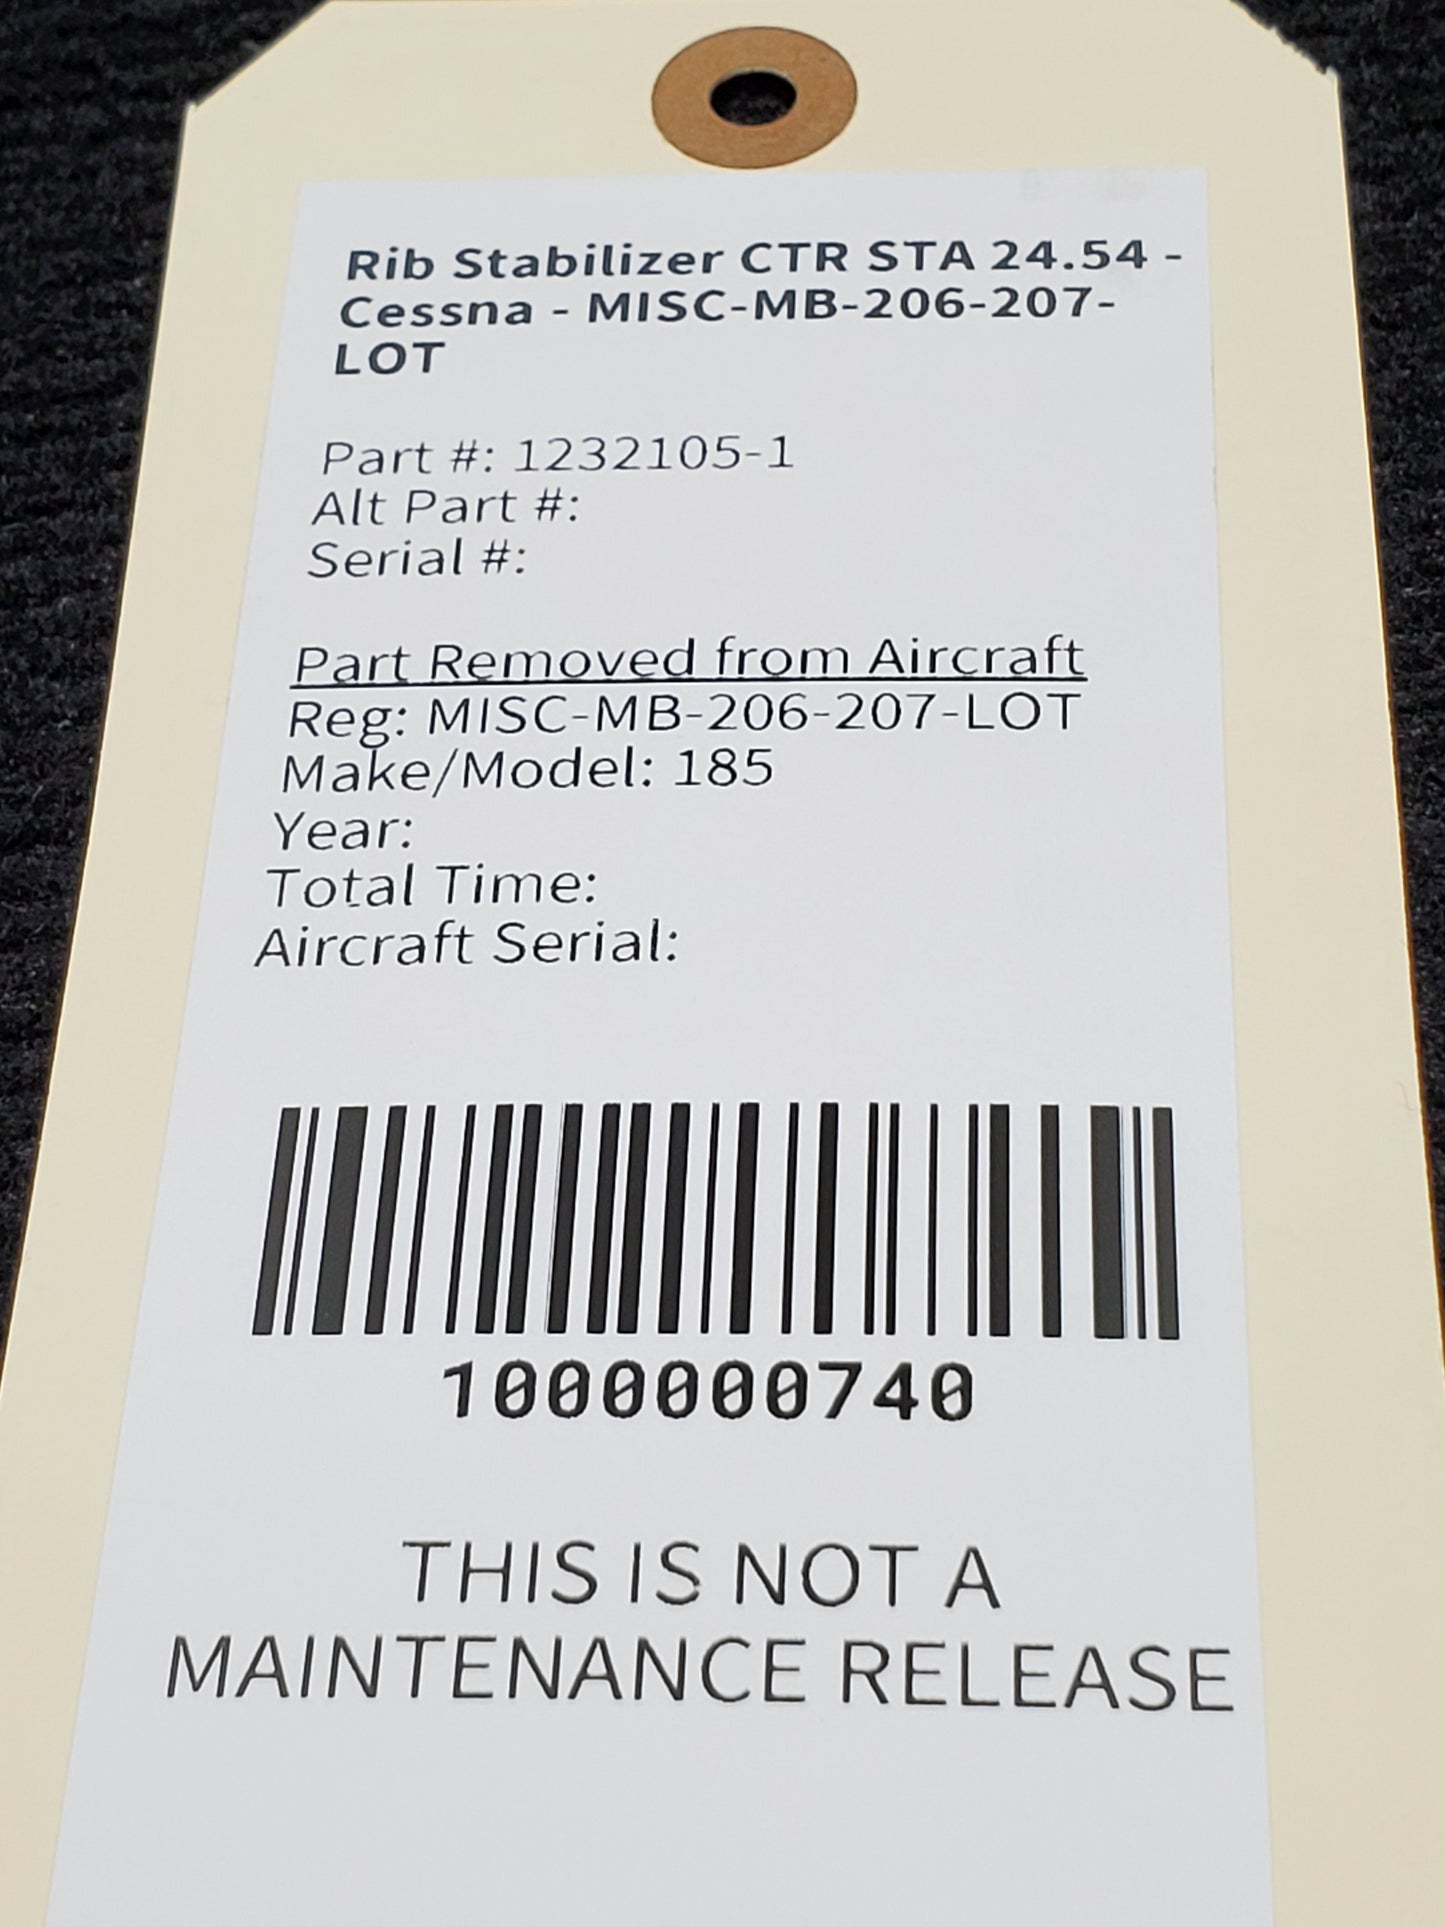 Rib Stabilizer CTR STA 24.54 -
Cessna - MISC-MB-206-207-
LOT
Part #: 1232105-1
Alt Part #:
Serial #:
Part Removed from Aircraft
Reg: MISC-MB-206-207-LOT
Make/Model: 185
Year:
Total Time:
Aircraft Serial:
1000000740
THIS IS NOT A
MAINTENANCE RELEASE